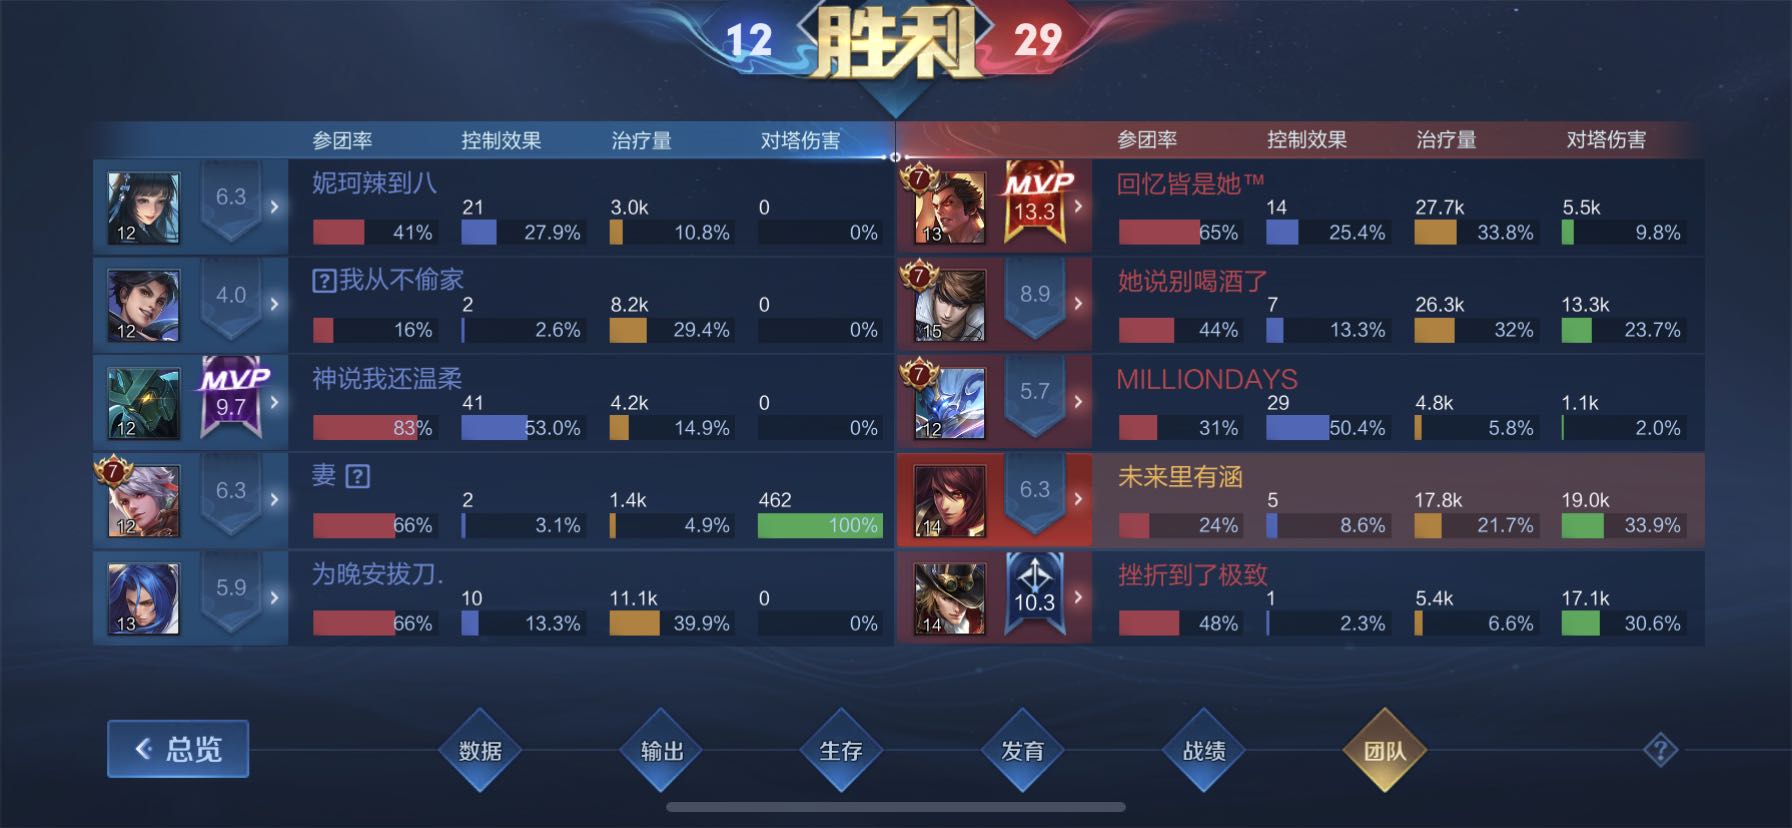 12 胜利 29
参团率 控制效果 治疗量 对塔伤害 参团率 控制效果 治疗量 对塔伤害
12 6.3 妮珂辣到八 21 3.0k 0
41% 27.9% 10.8% 0%
7 13 MVP 13.3 回忆皆是她™ 14 27.7k 5.5k
65% 25.4% 33.8% 9.8%
12 4.0 ?我从不偷家 2 8.2k 0
16% 2.6% 29.4% 0%
7 15 8.9 她说别喝酒了 7 26.3k 13.3k
44% 13.3% 32% 23.7%
12 MVP 9.7 神说我还温柔 41 4.2k 0
83% 53.0% 14.9% 0%
7 12 5.7 MILLIONDAYS 29 4.8k 1.1k
31% 50.4% 5.8% 2.0%
7 12 6.3 妻 ? 2 1.4k 462
66% 3.1% 4.9% 100%
14 6.3 未来里有涵 5 17.8k 19.0k
24% 8.6% 21.7% 33.9%
13 5.9 为晚安拔刀. 10 11.1k 0
66% 13.3% 39.9% 0%
14 10.3 挫折到了极致 1 5.4k 17.1k
48% 2.3% 6.6% 30.6%
总览 数据 输出 生存 发育 战绩 团队 ?